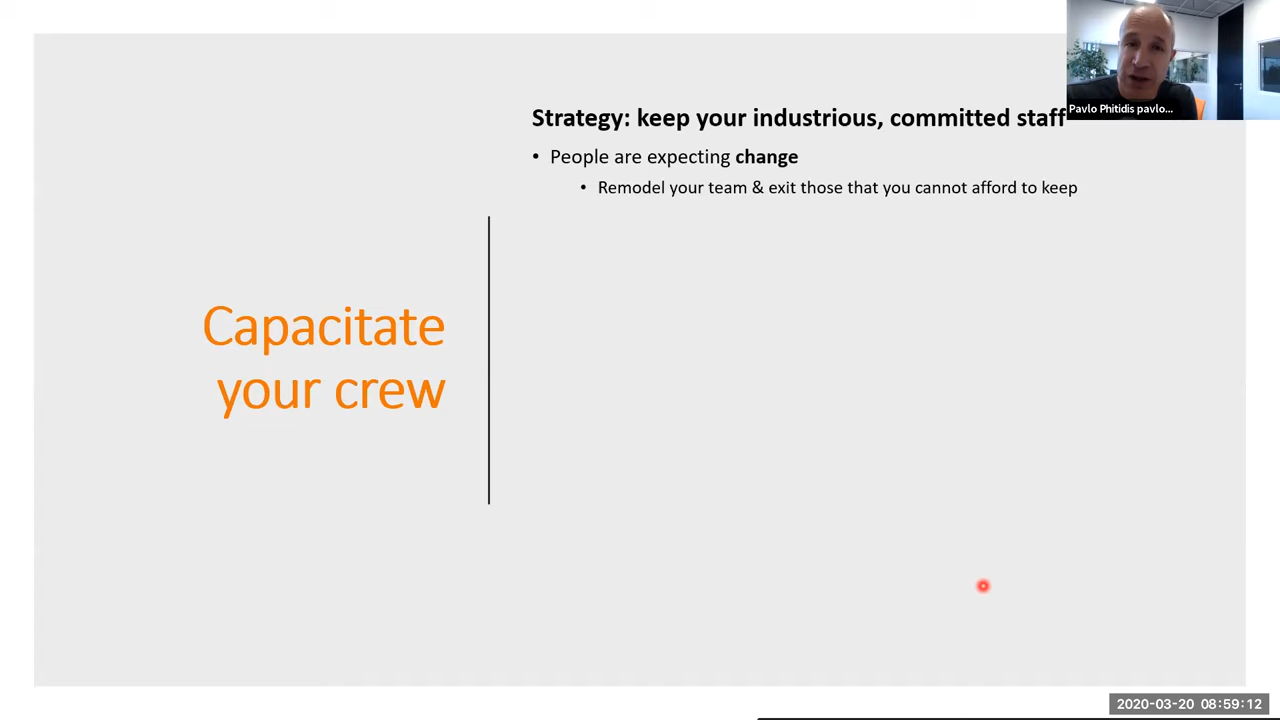 Pavlo Phitidis pavlo...
Strategy: keep your industrious, committed staff
• People are expecting change
• Remodel your team & exit those that you cannot afford to keep
Capacitate
your crew
2020-03-20 08:59:12